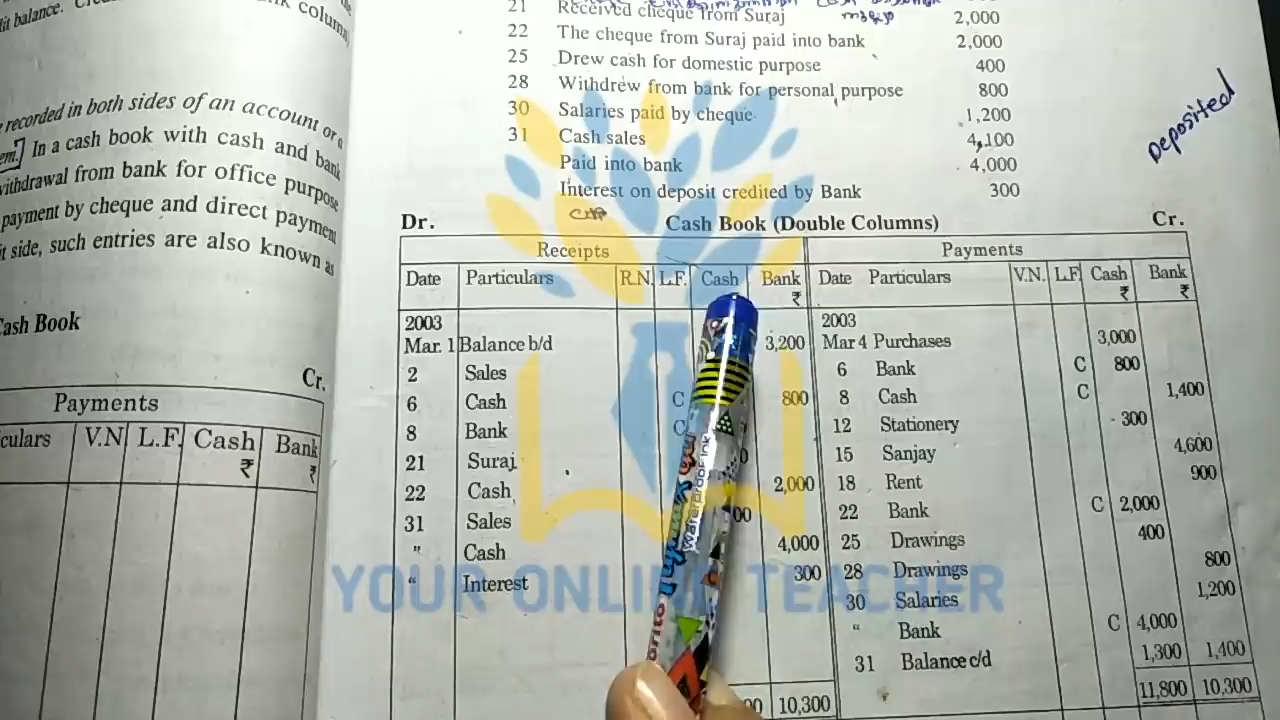 it balance.
colum
recorded in both sides of an account or a
em.] In a cash book with cash and bank
withdrawal from bank for office purpose
payment by cheque and direct payment
it side, such entries are also known as
Cash Book
Cr.
Payments
culars V.N L.F. Cash Bank
₹ ₹
21 Received cheque from Suraj 2,000
22 The cheque from Suraj paid into bank 2,000
25 Drew cash for domestic purpose 400
28 Withdrew from bank for personal purpose 800
30 Salaries paid by cheque 1,200
31 Cash sales 4,100
Paid into bank 4,000
Interest on deposit credited by Bank 300
Deposited
Dr. Cash Book (Double Columns) Cr.
Receipts Payments
Date Particulars R.N. L.F. Cash Bank Date Particulars V.N. L.F Cash Bank
₹ ₹ ₹
2003 2003
Mar. 1 Balance b/d 3,200 Mar 4 Purchases 3,000
2 Sales 6 Bank C 800
6 Cash C 800 8 Cash C 1,400
8 Bank C 12 Stationery 300
21 Suraj 15 Sanjay 4,600
22 Cash 2,000 18 Rent 900
31 Sales 00 22 Bank C 2,000
" Cash 4,000 25 Drawings 400
" Interest 300 28 Drawings 800
30 Salaries 1,200
" Bank C 4,000
31 Balance c/d 1,300 1,400
00 10,300 11,800 10,300
YOUR ONLINE TEACHER
Waterproof ink